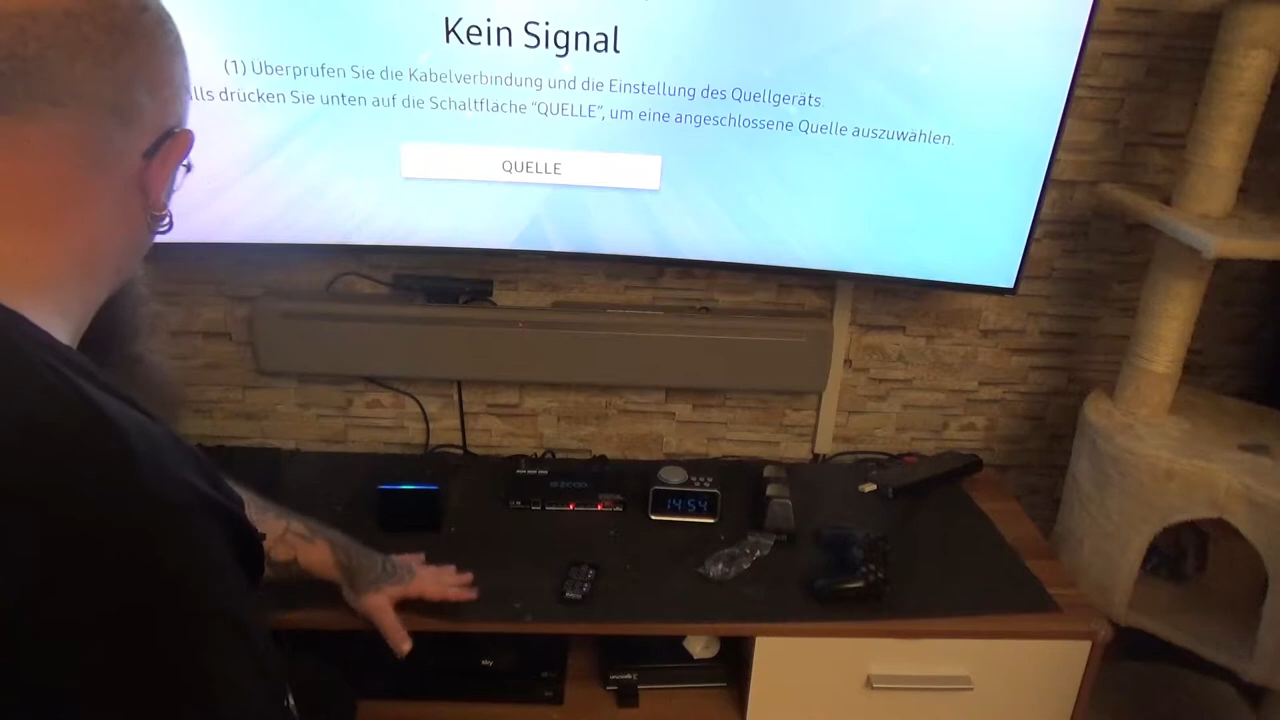 Kein Signal
(1) Überprüfen Sie die Kabelverbindung und die Einstellung des Quellgeräts.
lls drücken Sie unten auf die Schaltfläche "QUELLE", um eine angeschlossene Quelle auszuwählen.
QUELLE
14:54
sky